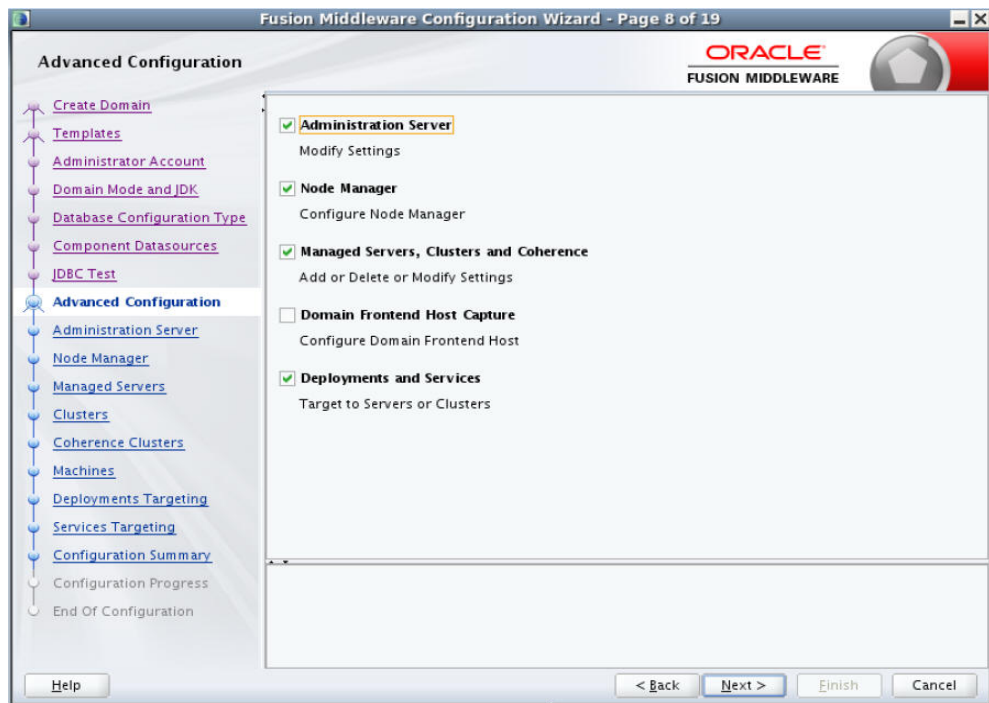 Fusion Middleware Configuration Wizard - Page 8 of 19
Advanced Configuration
ORACLE
FUSION MIDDLEWARE
Create Domain
Templates
Administrator Account
Domain Mode and JDK
Database Configuration Type
Component Datasources
JDBC Test
Advanced Configuration
Administration Server
Node Manager
Managed Servers
Clusters
Coherence Clusters
Machines
Deployments Targeting
Services Targeting
Configuration Summary
Configuration Progress
End Of Configuration
Administration Server
Modify Settings
Node Manager
Configure Node Manager
Managed Servers, Clusters and Coherence
Add or Delete or Modify Settings
Domain Frontend Host Capture
Configure Domain Frontend Host
Deployments and Services
Target to Servers or Clusters
Help
< Back
Next >
Finish
Cancel